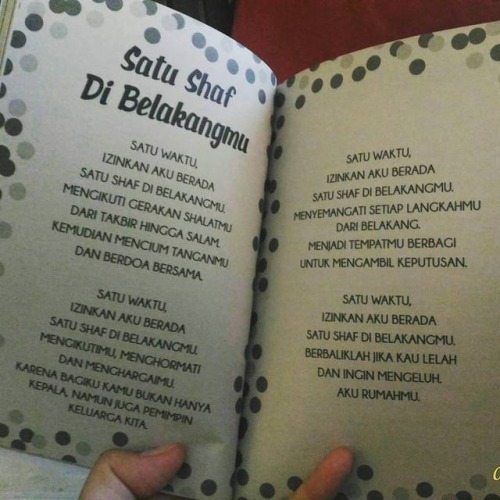 Satu Shaf
Di Belakangmu
SATU WAKTU,
IZINKAN AKU BERADA
SATU SHAF DI BELAKANGMU.
MENGIKUTI GERAKAN SHALATMU
DARI TAKBIR HINGGA SALAM.
KEMUDIAN MENCIUM TANGANMU
DAN BERDOA BERSAMA.
SATU WAKTU,
IZINKAN AKU BERADA
SATU SHAF DI BELAKANGMU.
MENGIKUTIMU, MENGHORMATI
DAN MENGHARGAIMU.
KARENA BAGIKU KAMU BUKAN HANYA
KEPALA, NAMUN JUGA PEMIMPIN
KELUARGA KITA.
SATU WAKTU,
IZINKAN AKU BERADA
SATU SHAF DI BELAKANGMU.
MENYEMANGATI SETIAP LANGKAHMU
DARI BELAKANG.
MENJADI TEMPATMU BERBAGI
UNTUK MENGAMBIL KEPUTUSAN.
SATU WAKTU,
IZINKAN AKU BERADA
SATU SHAF DI BELAKANGMU.
BERBALIKLAH JIKA KAU LELAH
DAN INGIN MENGELUH.
AKU RUMAHMU.